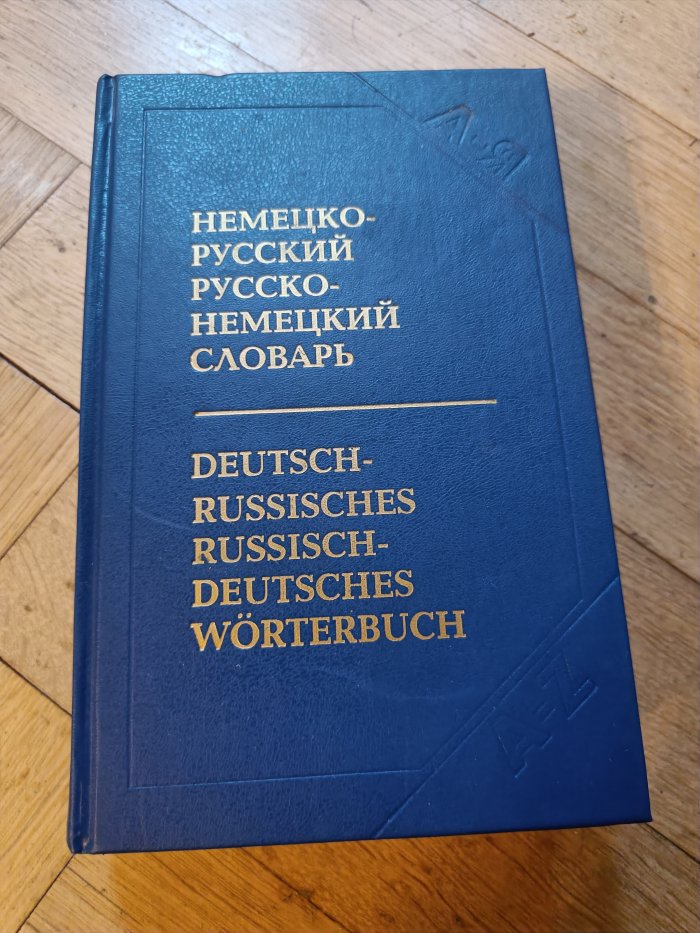 А-Я
НЕМЕЦКО-
РУССКИЙ
РУССКО-
НЕМЕЦКИЙ
СЛОВАРЬ
DEUTSCH-
RUSSISCHES
RUSSISCH-
DEUTSCHES
WÖRTERBUCH
A-Z